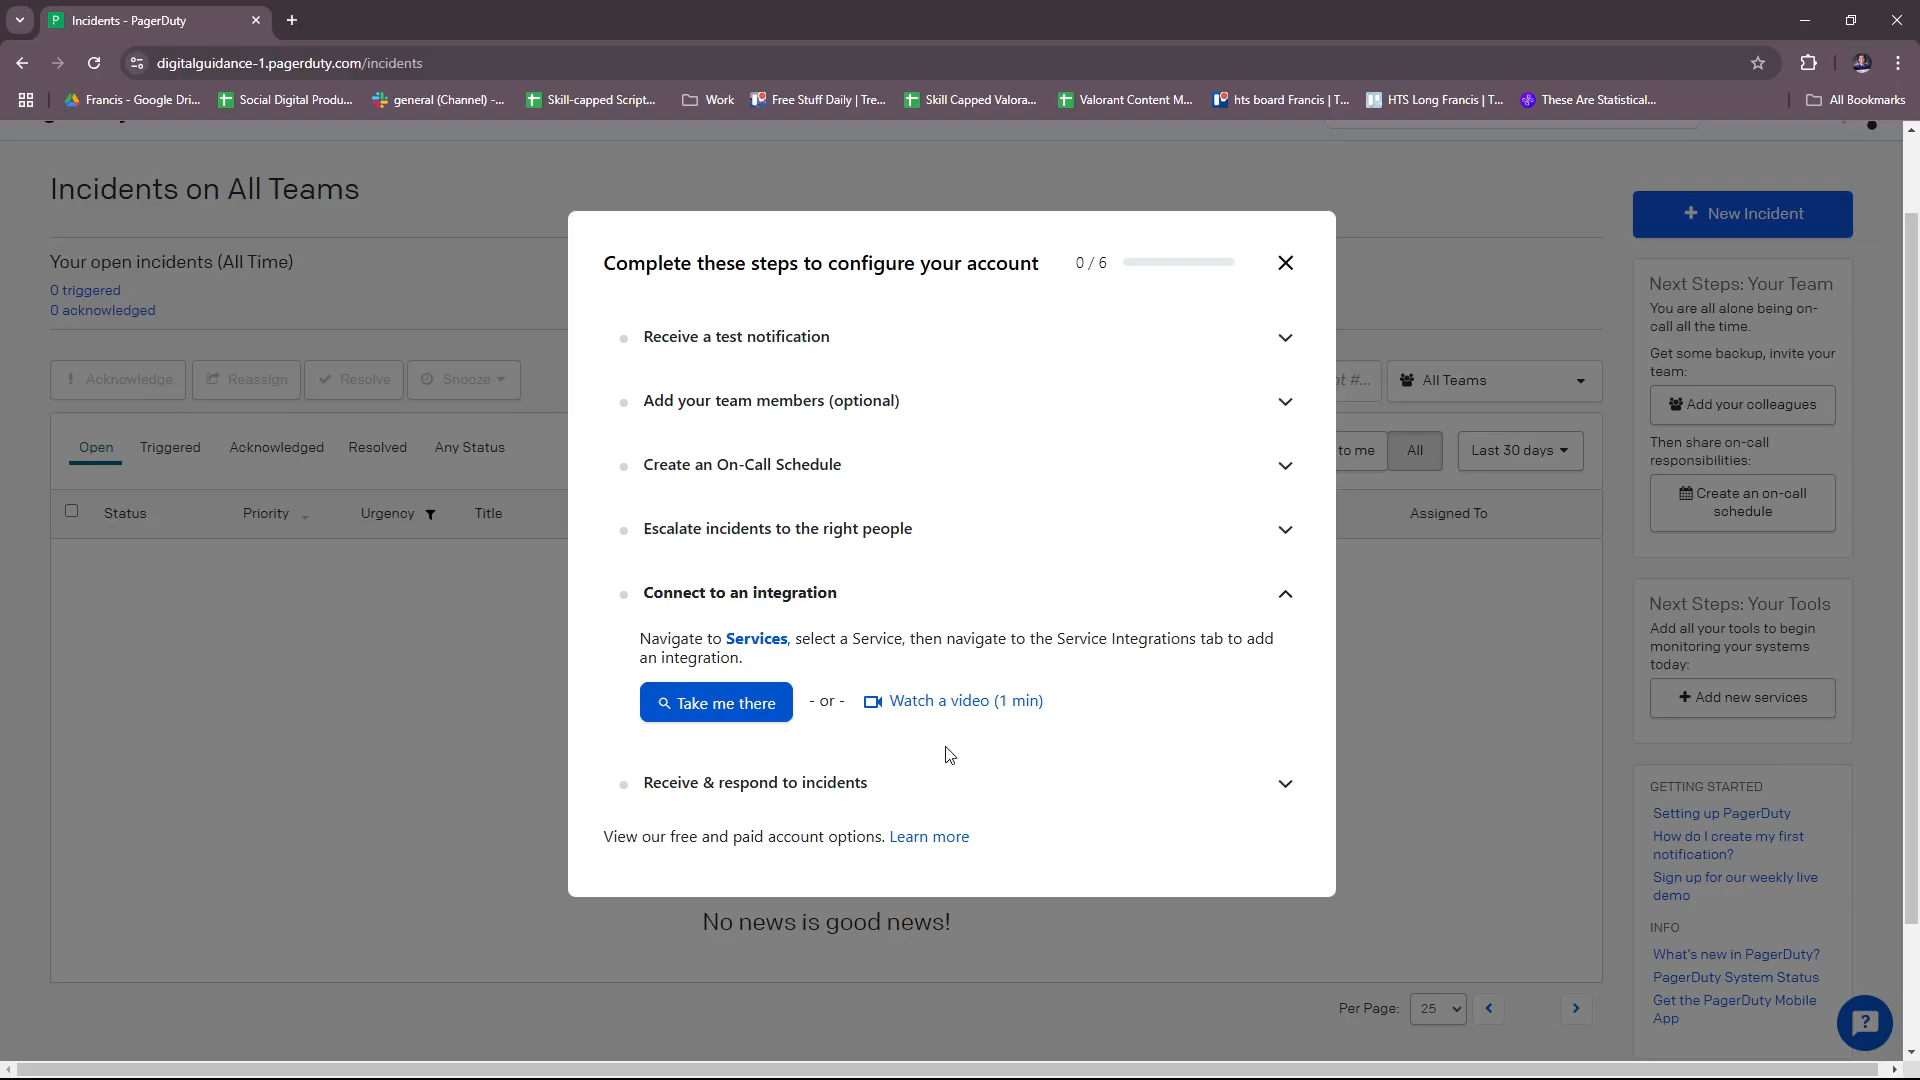 Incidents - PagerDuty
digitalguidance-1.pagerduty.com/incidents
Francis - Google Dri...
Social Digital Produ...
general (Channel) -...
Skill-capped Script...
Work
Free Stuff Daily | Tre...
Skill Capped Valora...
Valorant Content M...
hts board Francis | T...
HTS Long Francis | T...
These Are Statistical...
All Bookmarks
Incidents on All Teams
New Incident
Your open incidents (All Time)
0 triggered
0 acknowledged
Acknowledge
Reassign
Resolve
Snooze
All Teams
Open
Triggered
Acknowledged
Resolved
Any Status
to me
All
Last 30 days
Status
Priority
Urgency
Title
Assigned To
Complete these steps to configure your account
0 / 6
Receive a test notification
Add your team members (optional)
Create an On-Call Schedule
Escalate incidents to the right people
Connect to an integration
Navigate to Services, select a Service, then navigate to the Service Integrations tab to add
an integration.
Take me there
- or -
Watch a video (1 min)
Receive & respond to incidents
View our free and paid account options. Learn more
No news is good news!
Per Page:
25
Next Steps: Your Team
You are all alone being on-
call all the time.
Get some backup, invite your
team:
Add your colleagues
Then share on-call
responsibilities:
Create an on-call
schedule
Next Steps: Your Tools
Add all your tools to begin
monitoring your systems
today:
Add new services
GETTING STARTED
Setting up PagerDuty
How do I create my first
notification?
Sign up for our weekly live
demo
INFO
What's new in PagerDuty?
PagerDuty System Status
Get the PagerDuty Mobile
App